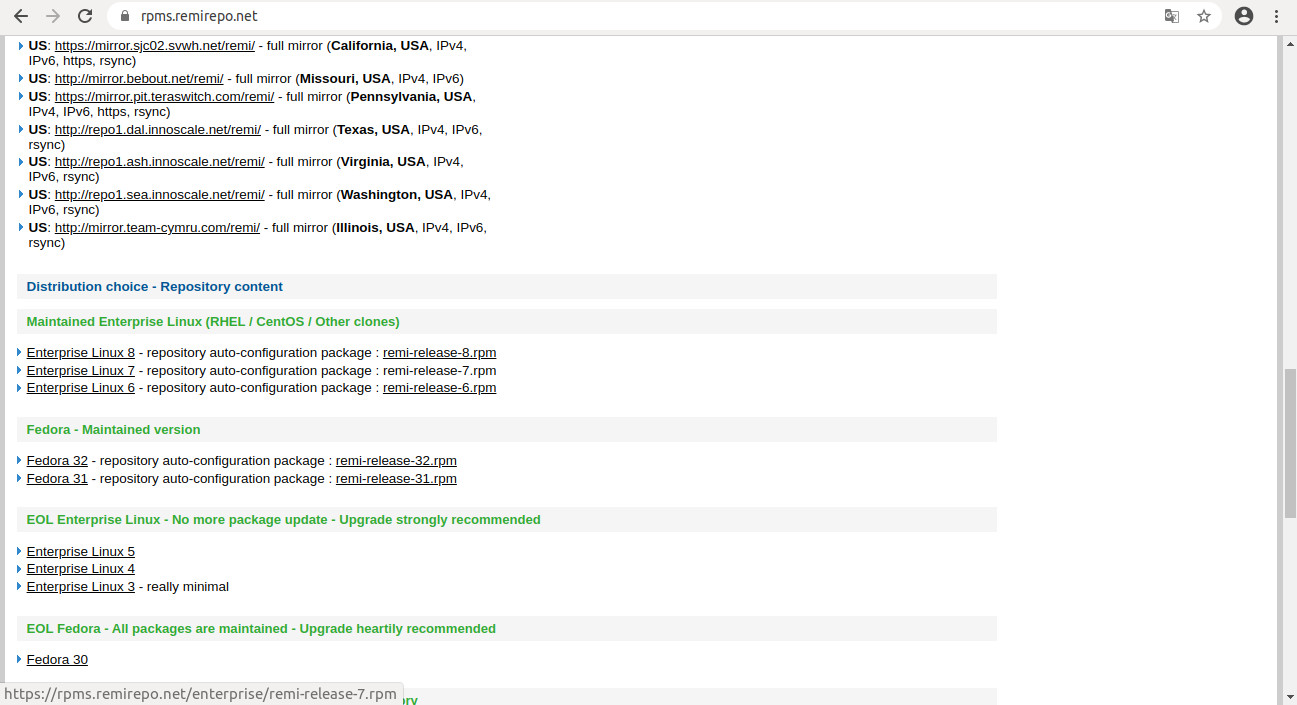 rpms.remirepo.net
US: https://mirror.sjc02.svwh.net/remi/ - full mirror (California, USA, IPv4,
IPv6, https, rsync)
US: http://mirror.bebout.net/remi/ - full mirror (Missouri, USA, IPv4, IPv6)
US: https://mirror.pit.teraswitch.com/remi/ - full mirror (Pennsylvania, USA,
IPv4, IPv6, https, rsync)
US: http://repo1.dal.innoscale.net/remi/ - full mirror (Texas, USA, IPv4, IPv6,
rsync)
US: http://repo1.ash.innoscale.net/remi/ - full mirror (Virginia, USA, IPv4,
IPv6, rsync)
US: http://repo1.sea.innoscale.net/remi/ - full mirror (Washington, USA, IPv4,
IPv6, rsync)
US: http://mirror.team-cymru.com/remi/ - full mirror (Illinois, USA, IPv4, IPv6,
rsync)
Distribution choice - Repository content
Maintained Enterprise Linux (RHEL / CentOS / Other clones)
Enterprise Linux 8 - repository auto-configuration package : remi-release-8.rpm
Enterprise Linux 7 - repository auto-configuration package : remi-release-7.rpm
Enterprise Linux 6 - repository auto-configuration package : remi-release-6.rpm
Fedora - Maintained version
Fedora 32 - repository auto-configuration package : remi-release-32.rpm
Fedora 31 - repository auto-configuration package : remi-release-31.rpm
EOL Enterprise Linux - No more package update - Upgrade strongly recommended
Enterprise Linux 5
Enterprise Linux 4
Enterprise Linux 3 - really minimal
EOL Fedora - All packages are maintained - Upgrade heartily recommended
Fedora 30
https://rpms.remirepo.net/enterprise/remi-release-7.rpm